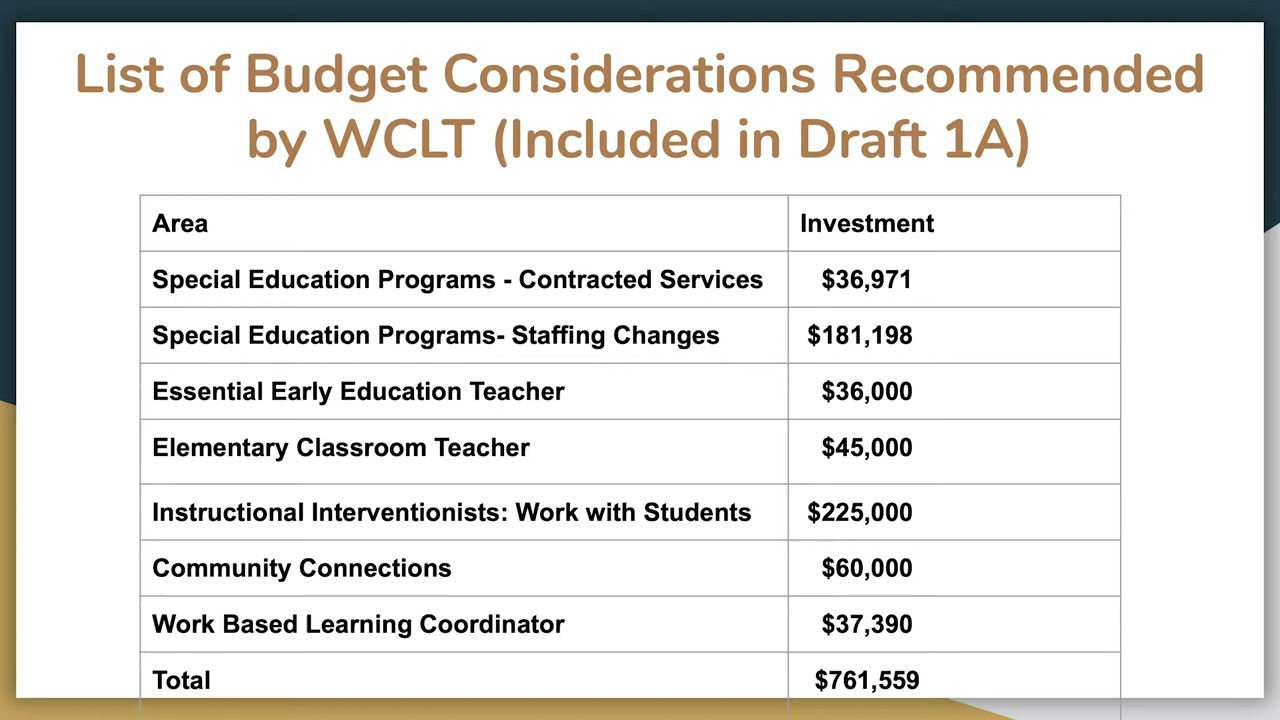 List of Budget Considerations Recommended
by WCLT (Included in Draft 1A)
Area Investment
Special Education Programs - Contracted Services $36,971
Special Education Programs- Staffing Changes $181,198
Essential Early Education Teacher $36,000
Elementary Classroom Teacher $45,000
Instructional Interventionists: Work with Students $225,000
Community Connections $60,000
Work Based Learning Coordinator $37,390
Total $761,559